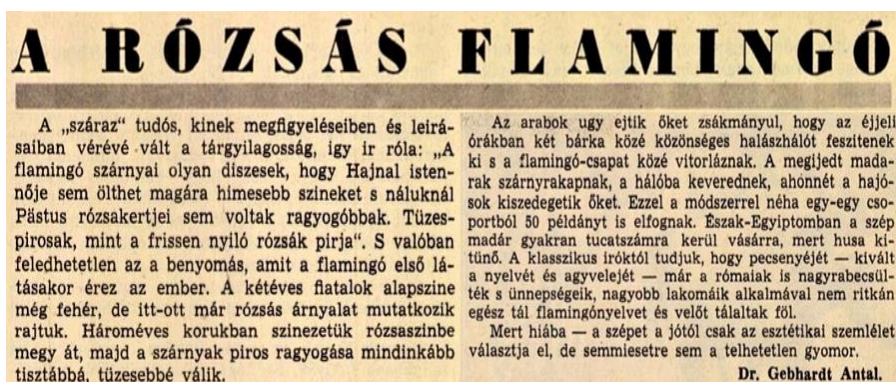 A RÓZSÁS FLAMINGÓ
A „száraz" tudós, kinek megfigyeléseiben és leirá-
saiban vérévé vált a tárgyilagosság, igy ir róla: „A
flamingó szárnyai olyan diszesek, hogy Hajnal isten-
nője sem ölthet magára himesebb szineket s náluknál
Pästus rózsakertjei sem voltak ragyogóbbak. Tüzes-
pirosak, mint a frissen nyiló rózsák pirja". S valóban
feledhetetlen az a benyomás, amit a flamingó első lá-
tásakor érez az ember. A kétéves fiatalok alapszine
még fehér, de itt-ott már rózsás árnyalat mutatkozik
rajtuk. Hároméves korukban szinezetük rózsaszinbe
megy át, majd a szárnyak piros ragyogása mindinkább
tisztábbá, tüzesebbé válik.
Az arabok ugy ejtik őket zsákmányul, hogy az éjjeli
órákban két bárka közé közönséges halászhálót feszitenek
ki s a flamingó-csapat közé vitorláznak. A megijedt mada-
rak szárnyrakapnak, a hálóba keverednek, ahonnét a hajó-
sok kiszedegetik őket. Ezzel a módszerrel néha egy-egy cso-
portból 50 példányt is elfognak. Észak-Egyiptomban a szép
madár gyakran tucatszámra kerül vásárra, mert husa ki-
tünő. A klasszikus iróktól tudjuk, hogy pecsenyéjét — kivált
a nyelvét és agyvelejét — már a rómaiak is nagyrabecsül-
ték s ünnepségeik, nagyobb lakomáik alkalmával nem ritkán
egész tál flamingónyelvet és velőt tálaltak föl.
Mert hiába — a szépet a jótól csak az esztétikai szemlélet
választja el, de semmiesetre sem a telhetetlen gyomor.
Dr. Gebhardt Antal.